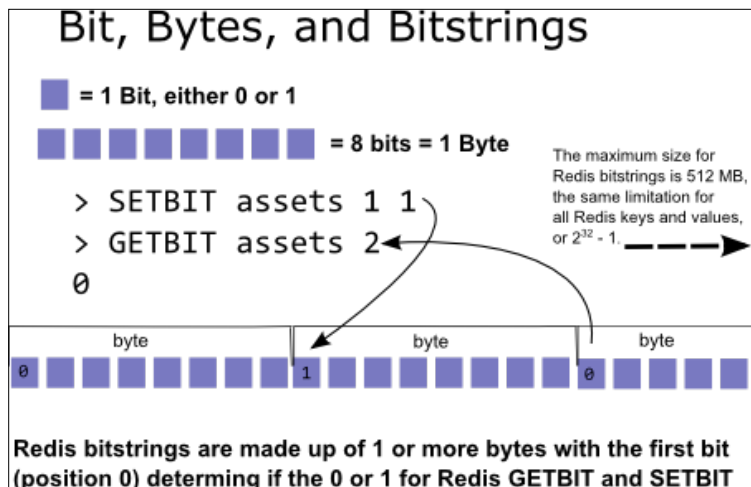 Bit, Bytes, and Bitstrings
= 1 Bit, either 0 or 1
= 8 bits = 1 Byte
The maximum size for
Redis bitstrings is 512 MB,
the same limitation for
all Redis keys and values,
or 2³² - 1.
> SETBIT assets 1 1
> GETBIT assets 2
0
byte byte byte
0 1 0
Redis bitstrings are made up of 1 or more bytes with the first bit
(position 0) determing if the 0 or 1 for Redis GETBIT and SETBIT